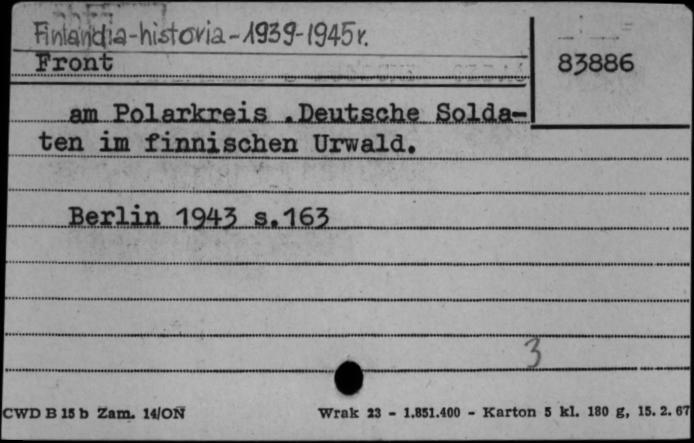 Finlandia-historia-1939-1945r.
Front
83886
am Polarkreis .Deutsche Solda-
ten im finnischen Urwald.
Berlin 1943 s.163
3
CWD B 15 b Zam. 14/ON
Wrak 23 - 1.851.400 - Karton 5 kl. 180 g, 15. 2. 67